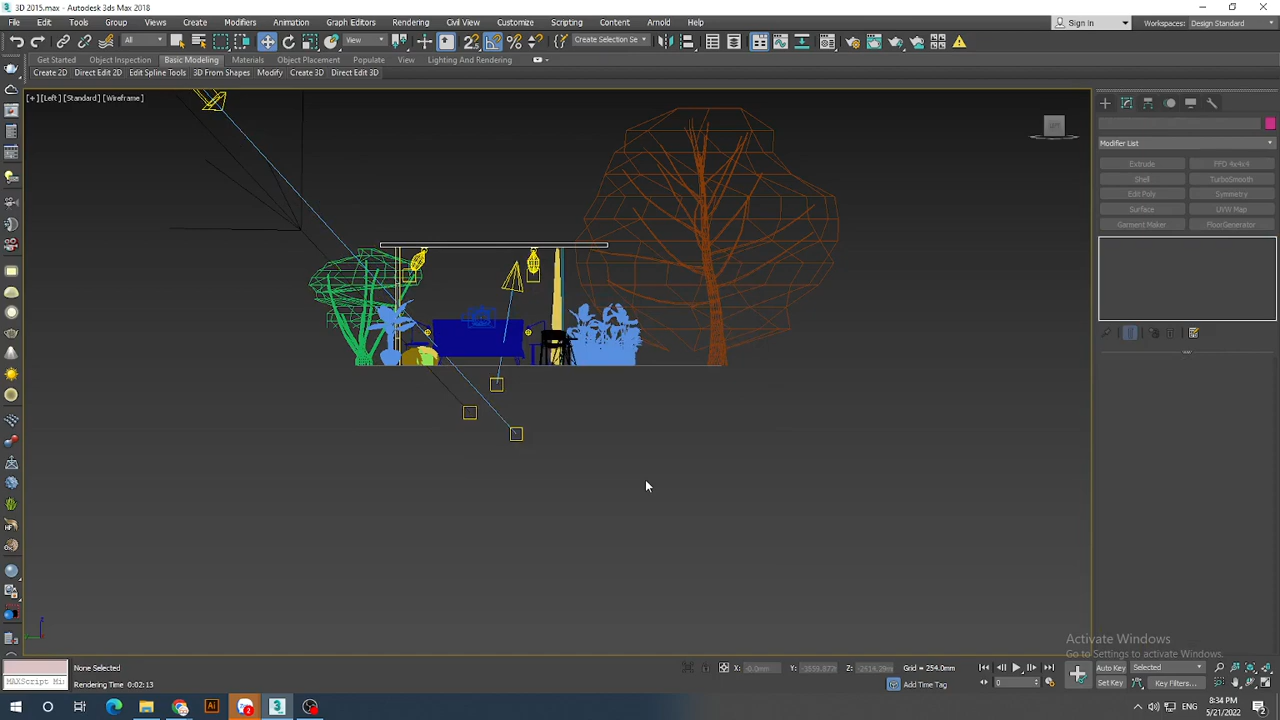 3D 2015.max - Autodesk 3ds Max 2018
File Edit Tools Group Views Create Modifiers Animation Graph Editors Rendering Civil View Customize Scripting Content Arnold Help
Sign In Workspaces: Design Standard
All View Create Selection Se
Get Started Object Inspection Basic Modeling Materials Object Placement Populate View Lighting And Rendering
Create 2D Direct Edit 2D Edit Spline Tools 3D From Shapes Modify Create 3D Direct Edit 3D
[+] [Left] [Standard] [Wireframe]
Modifier List
Extrude FFD 4x4x4
Shell TurboSmooth
Edit Poly Symmetry
Surface UVW Map
Garment Maker FloorGenerator
Activate Windows
Go to Settings to activate Windows.
None Selected X: -0.0mm Y: Z: Grid = 254.0mm Auto Key Selected
MAXScript Mi Rendering Time 0:02:13 0 Add Time Tag Set Key Key Filters...
8:34 PM
ENG
5/21/2022
2